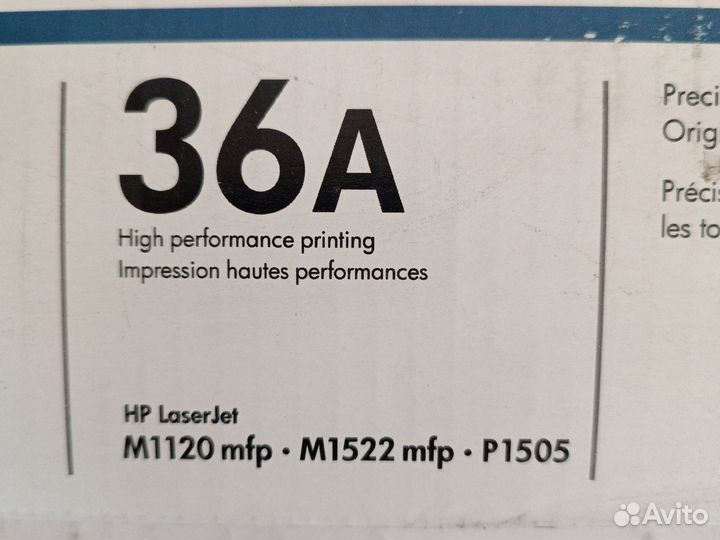 36A
High performance printing
Impression hautes performances
HP LaserJet
M1120 mfp • M1522 mfp • P1505
Preci
Orig
Précis
les to
Avito